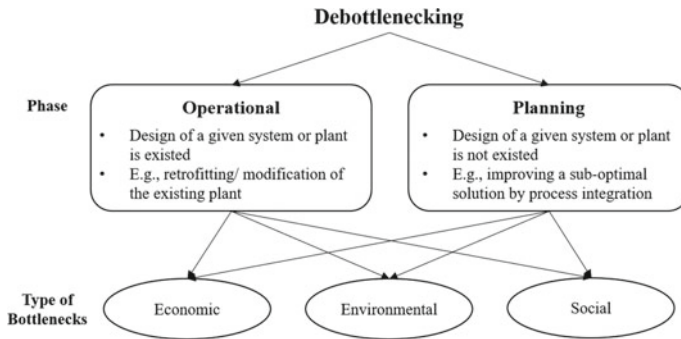 Debottlenecking
Phase
Operational
• Design of a given system or plant
is existed
• E.g., retrofitting/ modification of
the existing plant
Planning
• Design of a given system or plant
is not existed
• E.g., improving a sub-optimal
solution by process integration
Type of
Bottlenecks
Economic
Environmental
Social